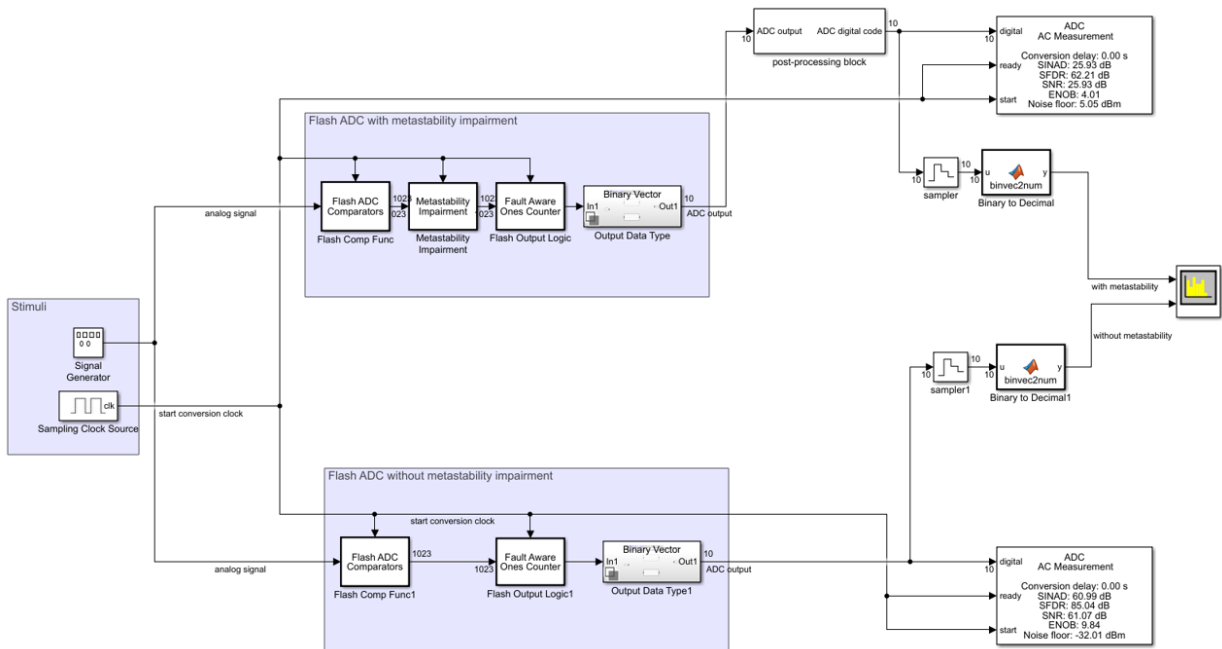 10
ADC output
ADC digital code
10
post-processing block
10
ADC
AC Measurement
digital
ready
start
Conversion delay: 0.00 s
SINAD: 25.93 dB
SFDR: 62.21 dB
SNR: 25.93 dB
ENOB: 4.01
Noise floor: 5.05 dBm
Flash ADC with metastability impairment
analog signal
Flash ADC
Comparators
Flash Comp Func
1023
Metastability
Impairment
Metastability
Impairment
1023
Fault Aware
Ones Counter
Flash Output Logic
Binary Vector
In1
Out1
Output Data Type
10
ADC output
10
sampler
10
10
u
y
binvec2num
Binary to Decimal
with metastability
without metastability
Stimuli
Signal
Generator
clk
Sampling Clock Source
start conversion clock
10
sampler1
10
10
u
y
binvec2num
Binary to Decimal1
Flash ADC without metastability impairment
start conversion clock
analog signal
Flash ADC
Comparators
Flash Comp Func1
1023
1023
Fault Aware
Ones Counter
Flash Output Logic1
Binary Vector
In1
Out1
Output Data Type1
10
ADC output
10
ADC
AC Measurement
digital
ready
start
Conversion delay: 0.00 s
SINAD: 60.99 dB
SFDR: 85.04 dB
SNR: 61.07 dB
ENOB: 9.84
Noise floor: -32.01 dBm